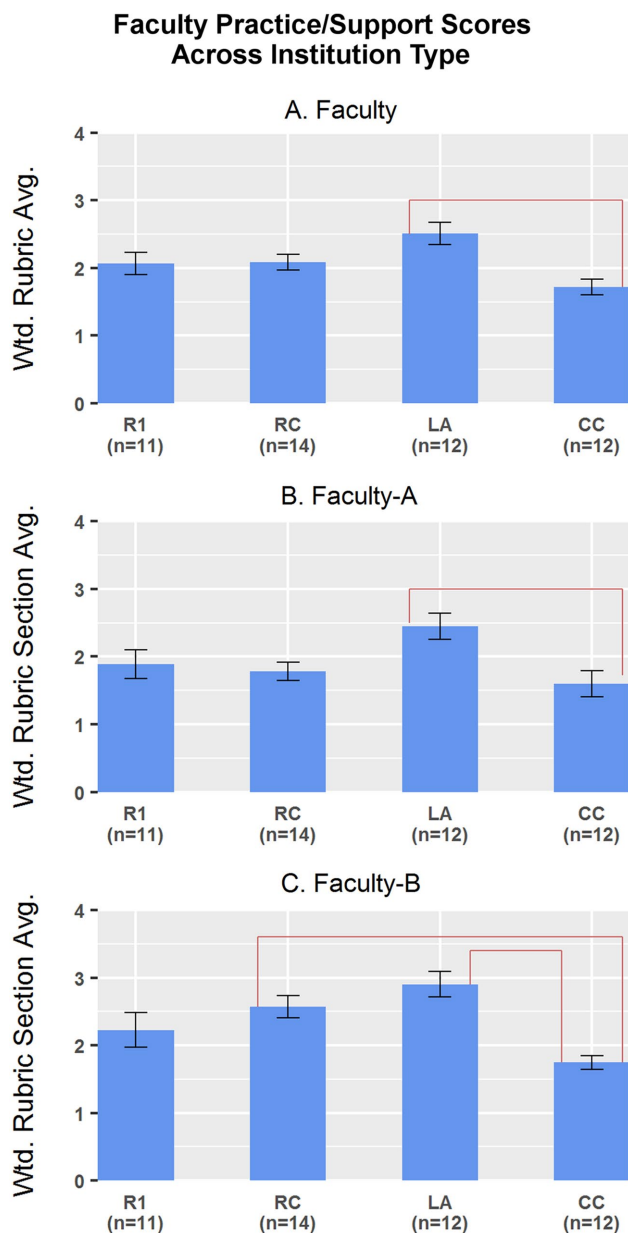 Faculty Practice/Support Scores
Across Institution Type
A. Faculty
Wtd. Rubric Avg.
4
3
2
1
0
R1 RC LA CC
(n=11) (n=14) (n=12) (n=12)
B. Faculty-A
Wtd. Rubric Section Avg.
4
3
2
1
0
R1 RC LA CC
(n=11) (n=14) (n=12) (n=12)
C. Faculty-B
Wtd. Rubric Section Avg.
4
3
2
1
0
R1 RC LA CC
(n=11) (n=14) (n=12) (n=12)